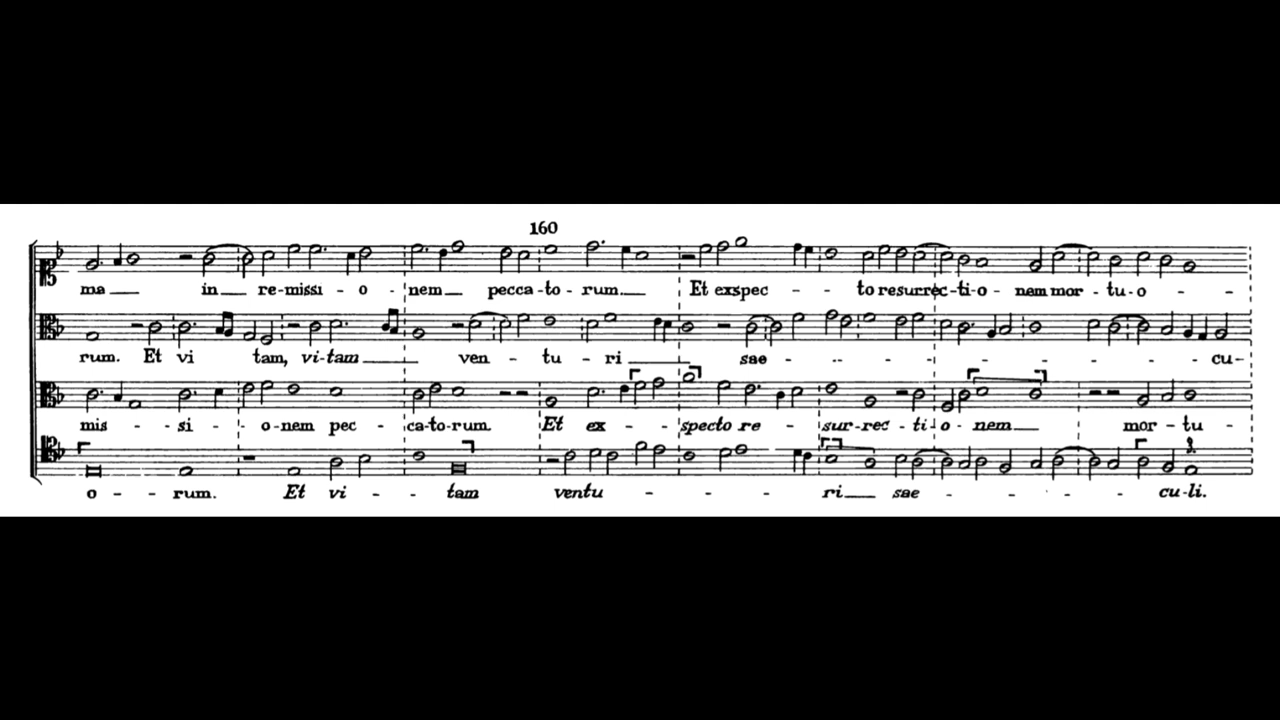 160
ma in re-missi-o-nem pecca-to-rum. Et exspec-to resurrec-ti-o-nem mor-tu-o-
rum. Et vi tam, vi-tam ven-tu-ri sae-cu-
mis-si-o-nem pec-ca-to-rum. Et ex-specto re-sur-rec-ti-o-nem mor-tu-
o-rum. Et vi-tam ventu-ri sae-cu-li.